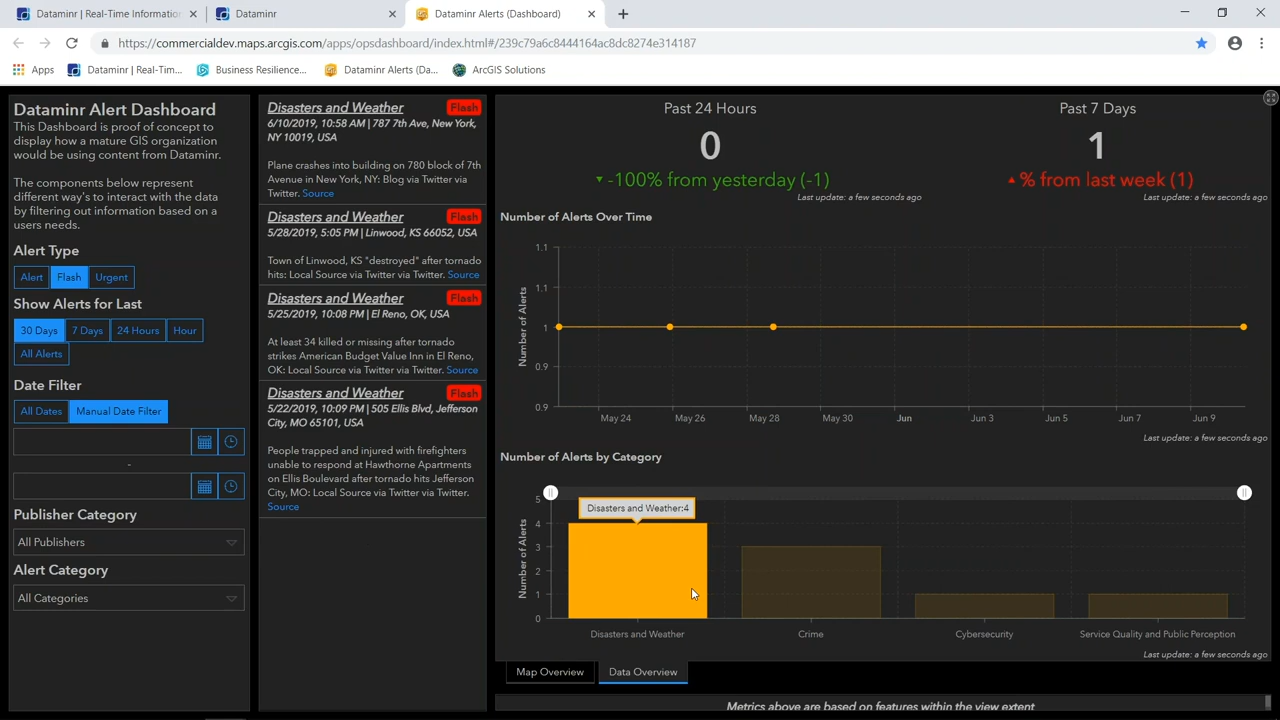 Dataminr | Real-Time Information
Dataminr
Dataminr Alerts (Dashboard)
https://commercialdev.maps.arcgis.com/apps/opsdashboard/index.html#/239c79a6c8444164ac8dc8274e314187
Apps
Dataminr | Real-Tim...
Business Resilience...
Dataminr Alerts (Da...
ArcGIS Solutions
Dataminr Alert Dashboard
This Dashboard is proof of concept to
display how a mature GIS organization
would be using content from Dataminr.
The components below represent
different way's to interact with the data
by filtering out information based on a
users needs.
Alert Type
Alert
Flash
Urgent
Show Alerts for Last
30 Days
7 Days
24 Hours
Hour
All Alerts
Date Filter
All Dates
Manual Date Filter
-
Publisher Category
All Publishers
Alert Category
All Categories
Disasters and Weather
Flash
6/10/2019, 10:58 AM | 787 7th Ave, New York,
NY 10019, USA
Plane crashes into building on 780 block of 7th
Avenue in New York, NY: Blog via Twitter via
Twitter. Source
Disasters and Weather
Flash
5/28/2019, 5:05 PM | Linwood, KS 66052, USA
Town of Linwood, KS "destroyed" after tornado
hits: Local Source via Twitter via Twitter. Source
Disasters and Weather
Flash
5/25/2019, 10:08 PM | El Reno, OK, USA
At least 34 killed or missing after tornado
strikes American Budget Value Inn in El Reno,
OK: Local Source via Twitter via Twitter. Source
Disasters and Weather
Flash
5/22/2019, 10:09 PM | 505 Ellis Blvd, Jefferson
City, MO 65101, USA
People trapped and injured with firefighters
unable to respond at Hawthorne Apartments
on Ellis Boulevard after tornado hits Jefferson
City, MO: Local Source via Twitter via Twitter.
Source
Past 24 Hours
0
-100% from yesterday (-1)
Last update: a few seconds ago
Past 7 Days
1
% from last week (1)
Last update: a few seconds ago
Number of Alerts Over Time
Number of Alerts
1.1
1.1
1
0.9
0.9
May 24
May 26
May 28
May 30
Jun
Jun 3
Jun 5
Jun 7
Jun 9
Last update: a few seconds ago
Number of Alerts by Category
Number of Alerts
5
4
3
2
1
0
Disasters and Weather:4
Disasters and Weather
Crime
Cybersecurity
Service Quality and Public Perception
Last update: a few seconds ago
Map Overview
Data Overview
Metrics above are based on features within the view extent